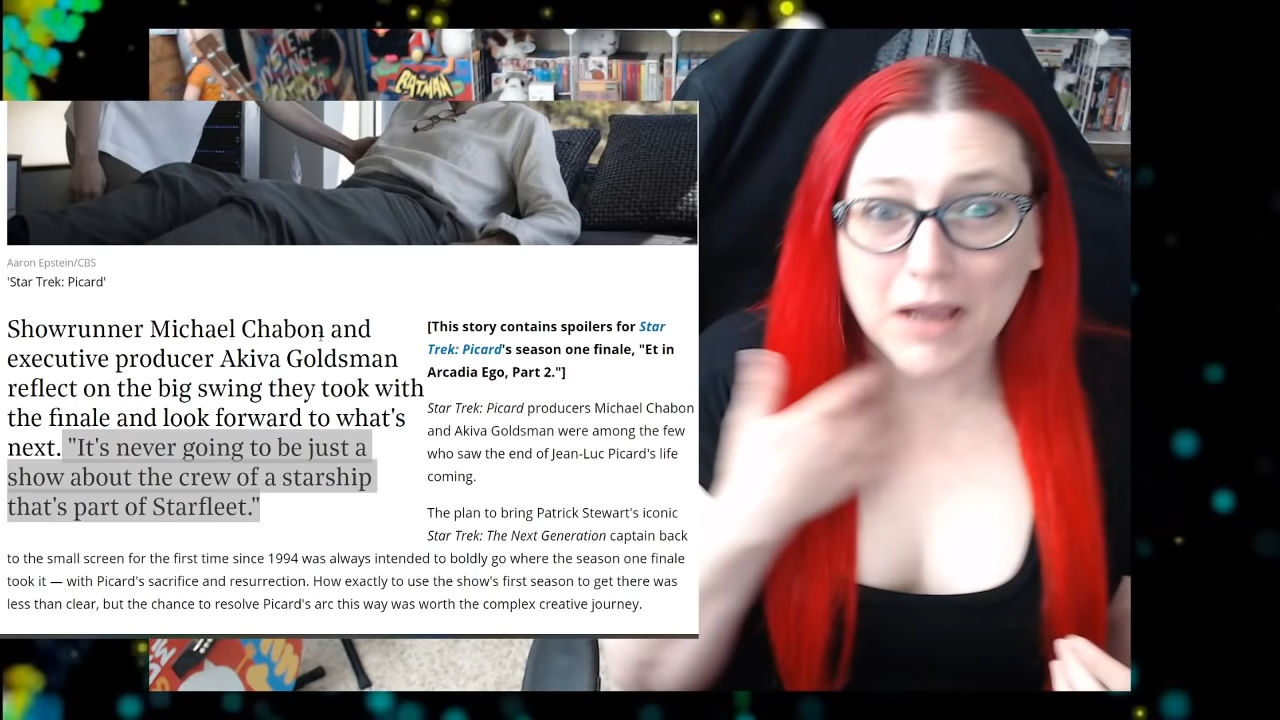 RATMAN
Aaron Epstein/CBS
'Star Trek: Picard'
Showrunner Michael Chabon and
executive producer Akiva Goldsman
reflect on the big swing they took with
the finale and look forward to what's
next. "It's never going to be just a
show about the crew of a starship
that's part of Starfleet."
[This story contains spoilers for Star
Trek: Picard's season one finale, "Et in
Arcadia Ego, Part 2."]
Star Trek: Picard producers Michael Chabon
and Akiva Goldsman were among the few
who saw the end of Jean-Luc Picard's life
coming.
The plan to bring Patrick Stewart's iconic
Star Trek: The Next Generation captain back
to the small screen for the first time since 1994 was always intended to boldly go where the season one finale
took it — with Picard's sacrifice and resurrection. How exactly to use the show's first season to get there was
less than clear, but the chance to resolve Picard's arc this way was worth the complex creative journey.